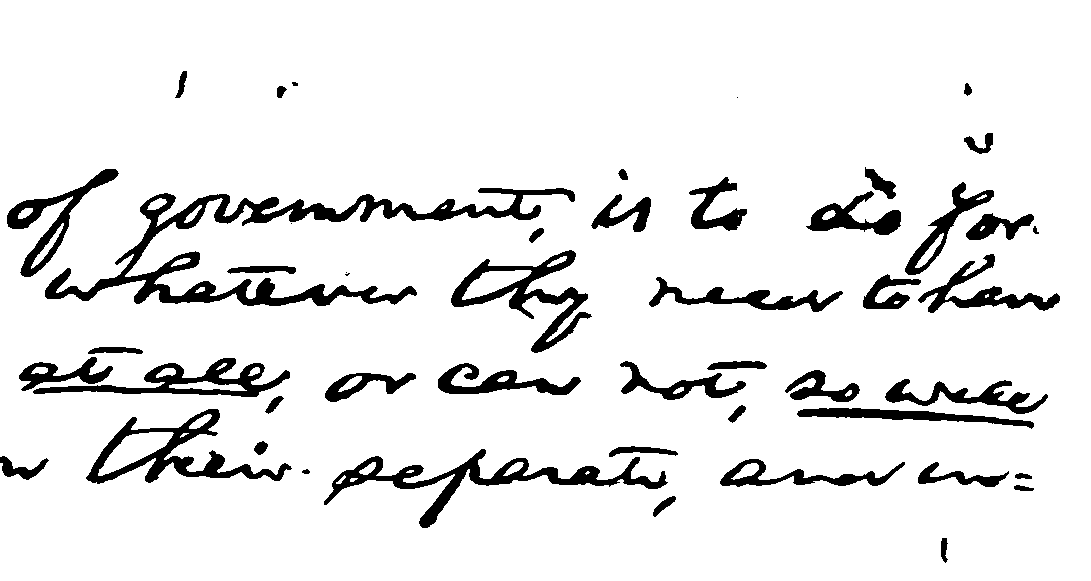 of government, is to do for
whatever they need to have
at all, or can not, so well
their separate, and in=